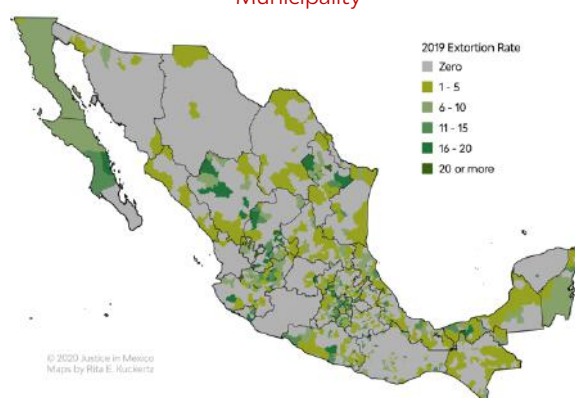 Municipality
2019 Extortion Rate
Zero
1 - 5
6 - 10
11 - 15
16 - 20
20 or more
© 2020 Justice in Mexico
Maps by Rita E. Kuckertz